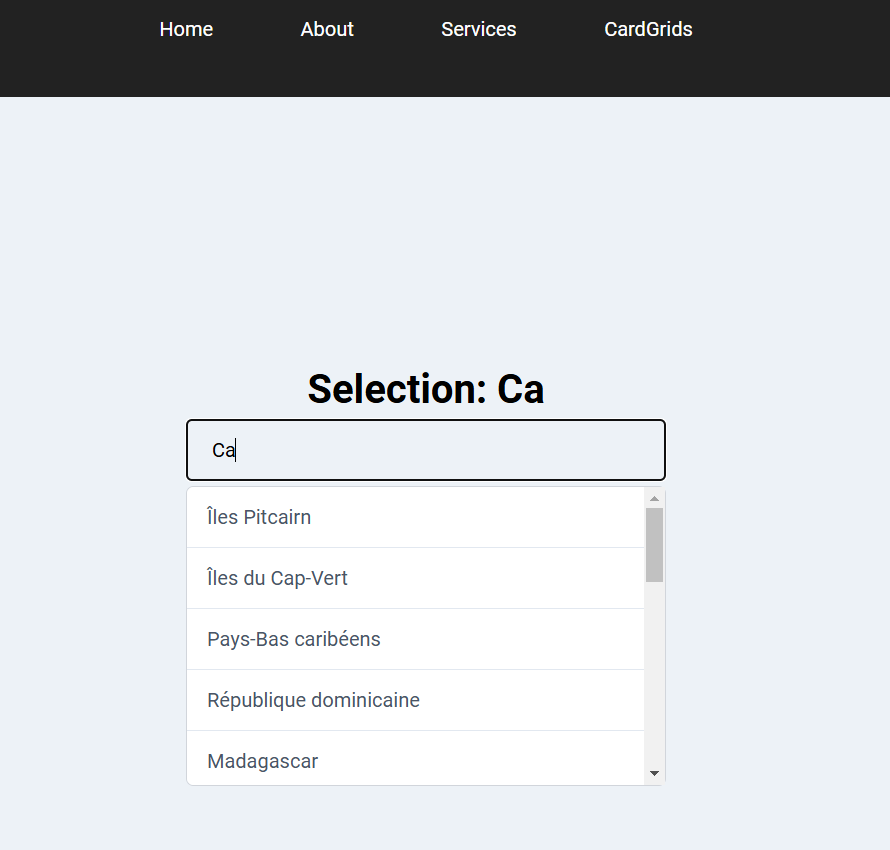 Home About Services CardGrids
Selection: Ca
Ca
Îles Pitcairn
Îles du Cap-Vert
Pays-Bas caribéens
République dominicaine
Madagascar